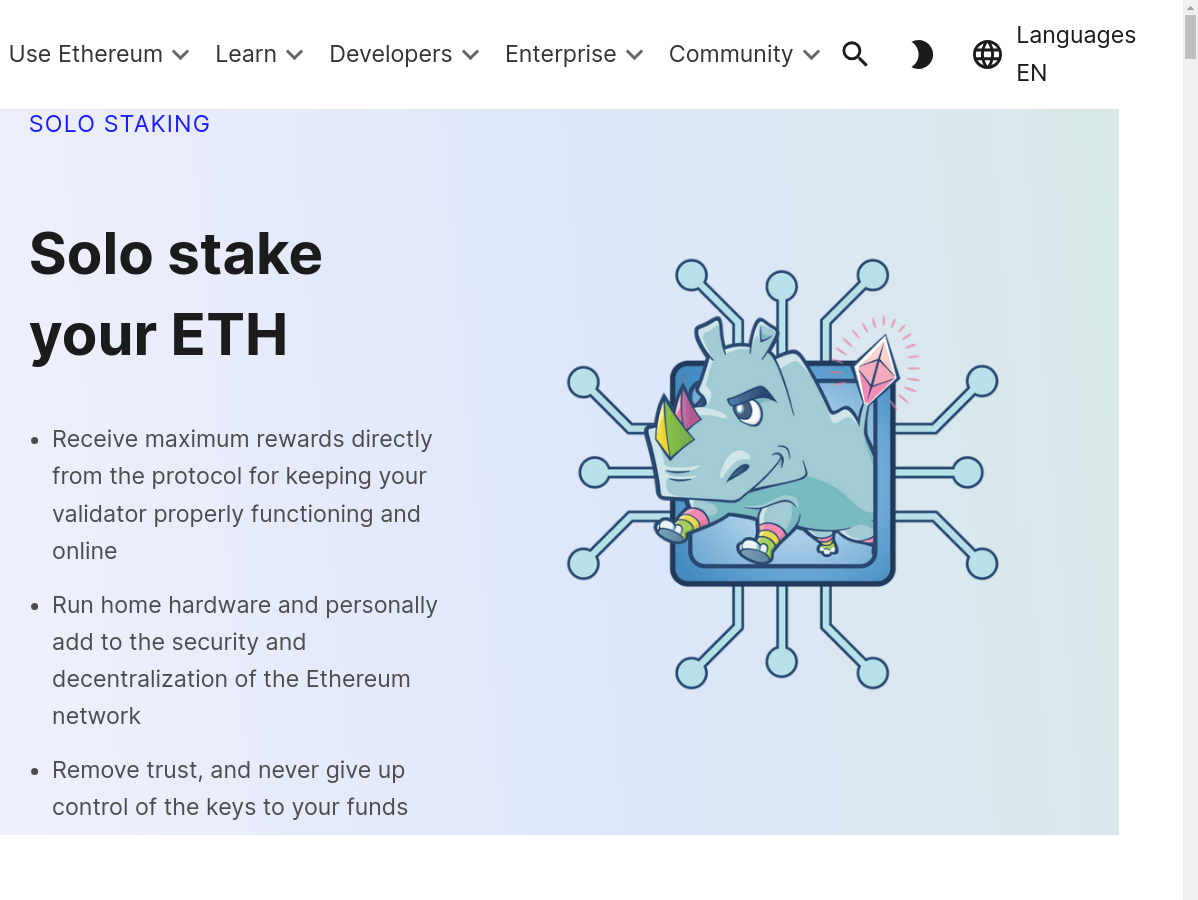 Use Ethereum Learn Developers Enterprise Community Languages EN
SOLO STAKING
Solo stake
your ETH
Receive maximum rewards directly
from the protocol for keeping your
validator properly functioning and
online
Run home hardware and personally
add to the security and
decentralization of the Ethereum
network
Remove trust, and never give up
control of the keys to your funds